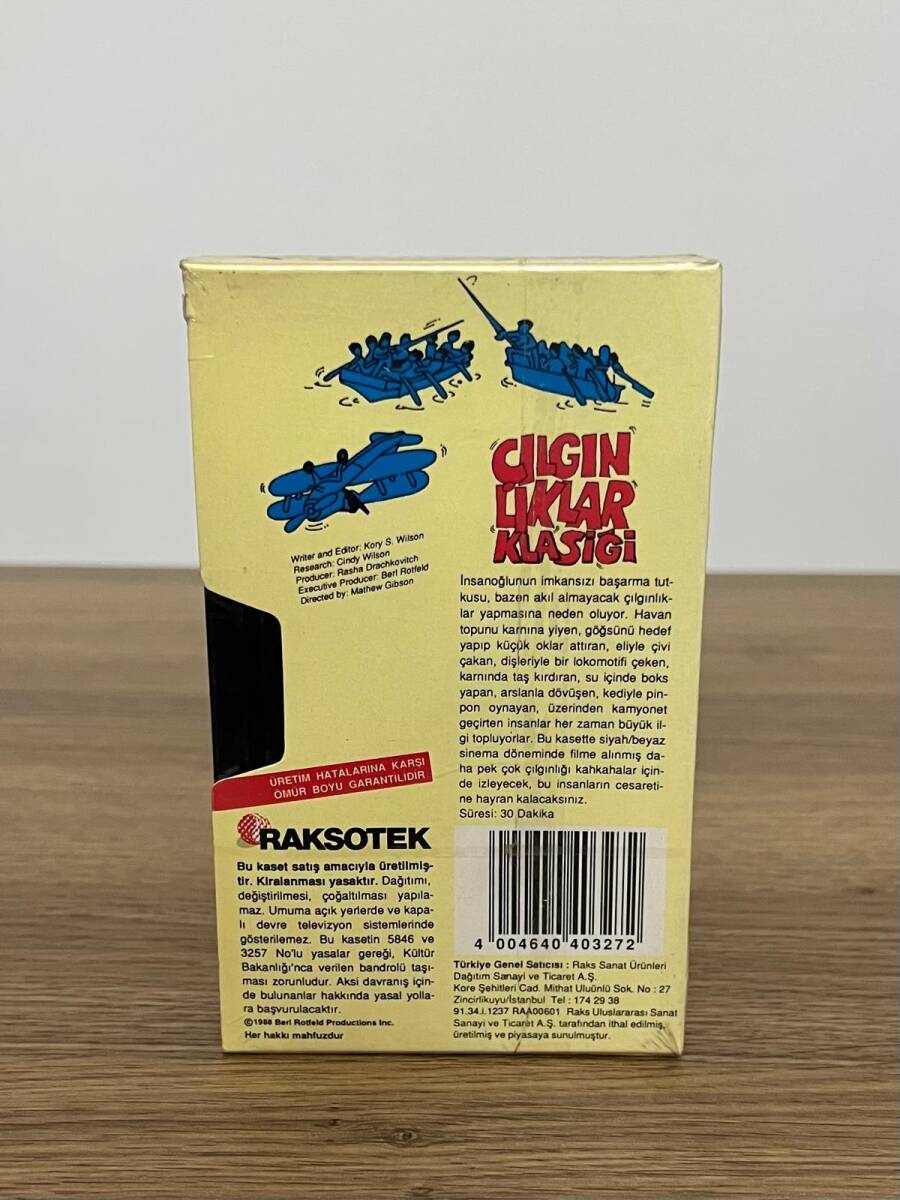 ÇILGIN
LIKLAR
KLASİĞİ
Writer and Editor: Kory S. Wilson
Research: Cindy Wilson
Producer: Rasha Drachkovitch
Executive Producer: Berl Rotfeld
Directed by: Mathew Gibson
İnsanoğlunun imkansızı başarma tut-
kusu, bazen akıl almayacak çılgınlık-
lar yapmasına neden oluyor. Havan
topunu karnına yiyen, göğsünü hedef
yapıp küçük oklar attıran, eliyle çivi
çakan, dişleriyle bir lokomotifi çeken,
karnında taş kırdıran, su içinde boks
yapan, arslanla dövüşen, kediyle pin-
pon oynayan, üzerinden kamyonet
geçirten insanlar her zaman büyük il-
gi topluyorlar. Bu kasette siyah/beyaz
sinema döneminde filme alınmış da-
ha pek çok çılgınlığı kahkahalar için-
de izleyecek, bu insanların cesareti-
ne hayran kalacaksınız.
Süresi: 30 Dakika
ÜRETİM HATALARINA KARŞI
ÖMÜR BOYU GARANTİLİDİR
RAKSOTEK
Bu kaset satış amacıyla üretilmiş-
tir. Kiralanması yasaktır. Dağıtımı,
değiştirilmesi, çoğaltılması yapıla-
maz. Umuma açık yerlerde ve kapa-
lı devre televizyon sistemlerinde
gösterilemez. Bu kasetin 5846 ve
3257 No'lu yasalar gereği, Kültür
Bakanlığı'nca verilen bandrolü taşı-
ması zorunludur. Aksi davranış için-
de bulunanlar hakkında yasal yolla-
ra başvurulacaktır.
©1988 Berl Rotfeld Productions Inc.
Her hakkı mahfuzdur
4 004640 403272
Türkiye Genel Satıcısı : Raks Sanat Ürünleri
Dağıtım Sanayi ve Ticaret A.Ş.
Kore Şehitleri Cad. Mithat Uluünlü Sok. No : 27
Zincirlikuyu/İstanbul Tel : 174 29 38
91.34.i.1237 RAA00601 Raks Uluslararası Sanat
Sanayi ve Ticaret A.Ş. tarafından ithal edilmiş,
üretilmiş ve piyasaya sunulmuştur.